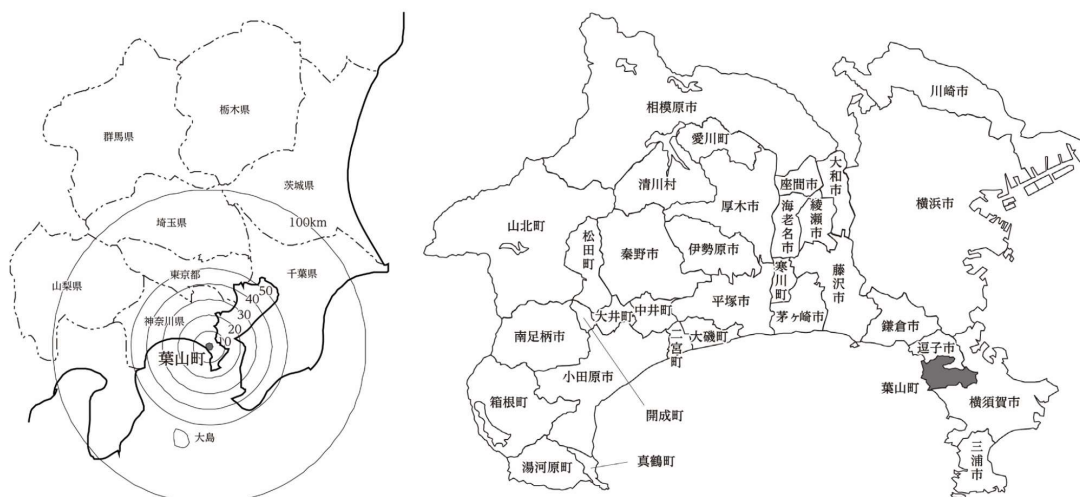 栃木県
群馬県
茨城県
100km
埼玉県
東京都
山梨県
千葉県
50
40
30
20
10
神奈川県
葉山町
大島
川崎市
相模原市
愛川町
大和市
座間市
清川村
横浜市
厚木市
海老名市
綾瀬市
山北町
松田町
秦野市
伊勢原市
寒川町
藤沢市
平塚市
大井町
中井町
茅ヶ崎市
南足柄市
鎌倉市
二宮町
大磯町
逗子市
小田原市
葉山町
箱根町
横須賀市
開成町
真鶴町
湯河原町
三浦市